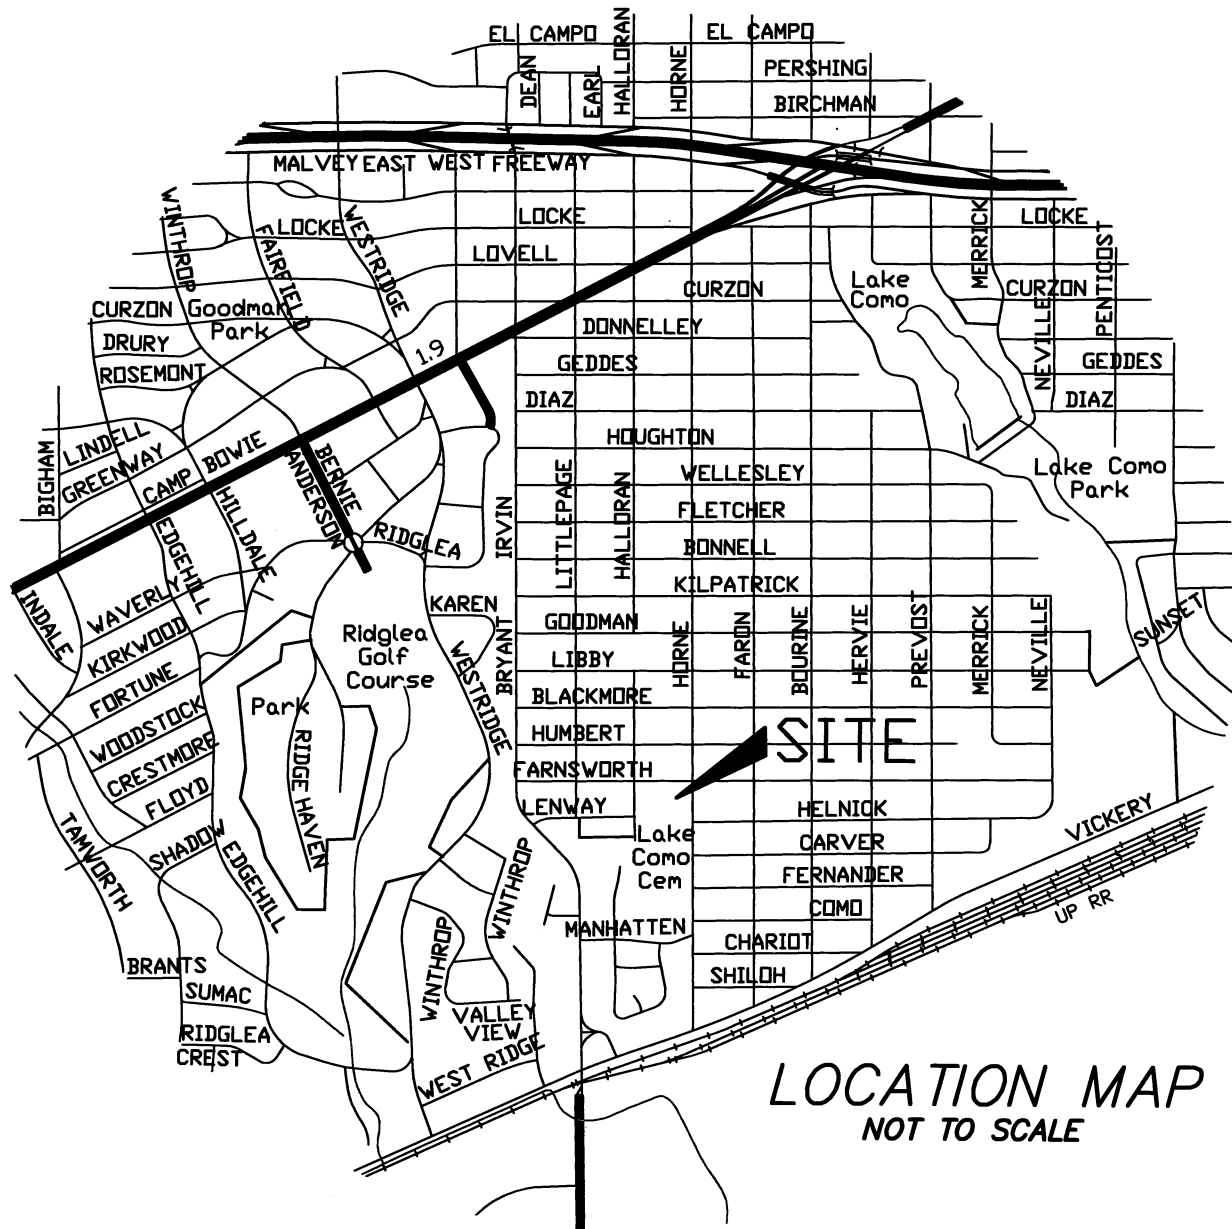 EL CAMPO
EL CAMPO
DEAN
EARL
HALLORAN
HORNE
PERSHING
BIRCHMAN
MALVEY EAST WEST FREEWAY
WINTHROP
FAIRFIELD
WESTRIDGE
LOCKE
LOCKE
LOCKE
MERRICK
PENTICOST
LOVELL
CURZON
Goodman
Park
CURZON
Lake
Como
CURZON
NEVILLE
DRURY
ROSEMONT
1.9
DONNELLEY
GEDDES
GEDDES
DIAZ
DIAZ
BIGHAM
LINDELL
GREENWAY
CAMP BOWIE
BERNIE
ANDERSON
HOUGHTON
WELLESLEY
Lake Como
Park
LITTLEPAGE
HALLORAN
IRVIN
FLETCHER
BONNELL
KILPATRICK
EDGEHILL
HILLDALE
RIDGLEA
INDALE
WAVERLY
KIRKWOOD
FORTUNE
WOODSTOCK
CRESTMORE
FLOYD
KAREN
Ridglea
Golf
Course
WESTRIDGE
BRYANT
GOODMAN
LIBBY
BLACKMORE
HUMBERT
FARNSWORTH
LENWAY
HORNE
FARON
BOURINE
HERVIE
PREVOST
MERRICK
NEVILLE
SUNSET
Park
RIDGE HAVEN
SITE
TAMWORTH
SHADOW
EDGEHILL
HELNICK
CARVER
FERNANDER
COMO
CHARIOT
SHILOH
VICKERY
UP RR
Lake
Como
Cem
WINTHROP
WINTHROP
MANHATTEN
BRANTS
SUMAC
RIDGLEA
CREST
VALLEY
VIEW
WEST RIDGE
LOCATION MAP
NOT TO SCALE